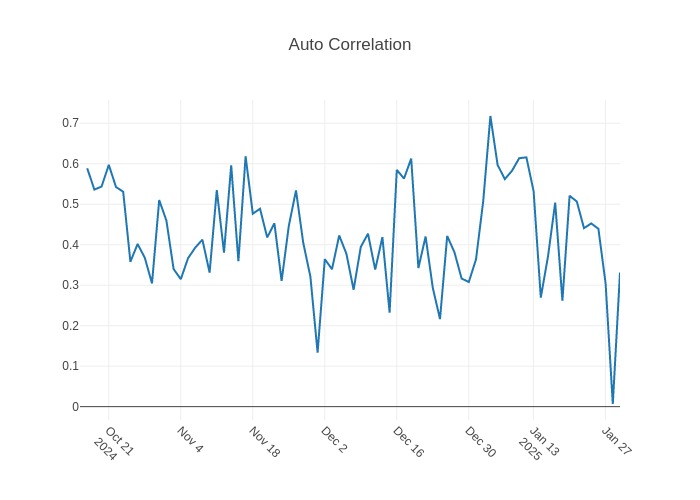 Auto Correlation
0.7
0.6
0.5
0.4
0.3
0.2
0.1
0
Oct 21
2024
Nov 4
Nov 18
Dec 2
Dec 16
Dec 30
Jan 13
2025
Jan 27